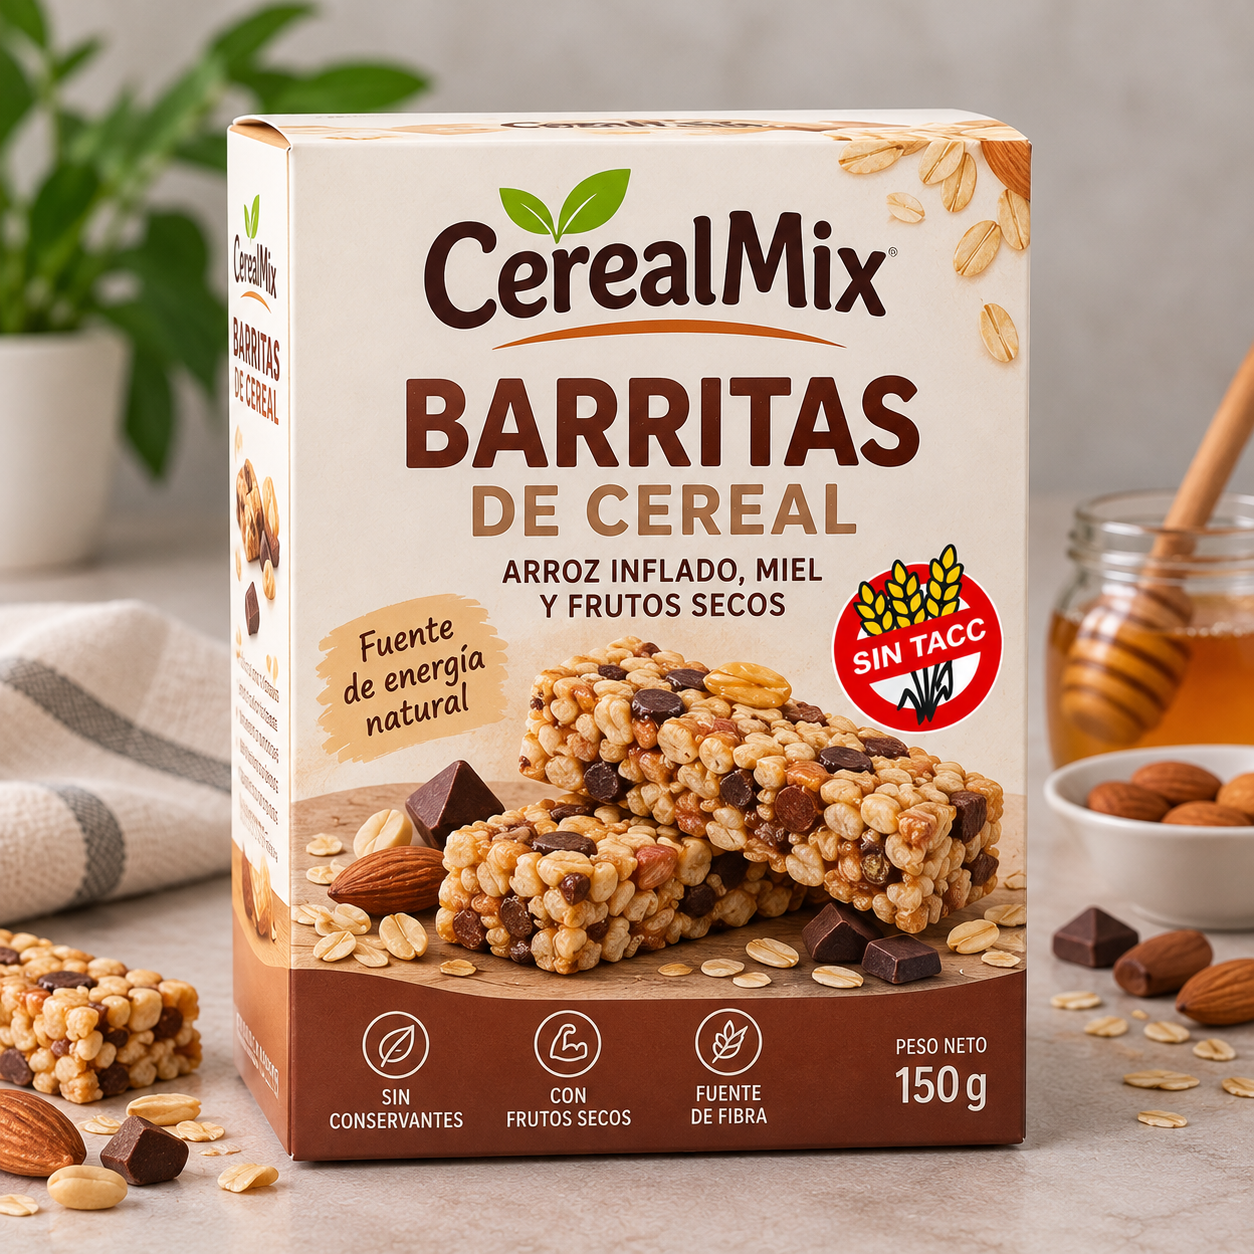 CerealMix®
BARRITAS
DE CEREAL
ARROZ INFLADO, MIEL
Y FRUTOS SECOS
Fuente
de energía
natural
SIN TACC
SIN
CONSERVANTES
CON
FRUTOS SECOS
FUENTE
DE FIBRA
PESO NETO
150 g
CerealMix
BARRITAS
DE CEREAL